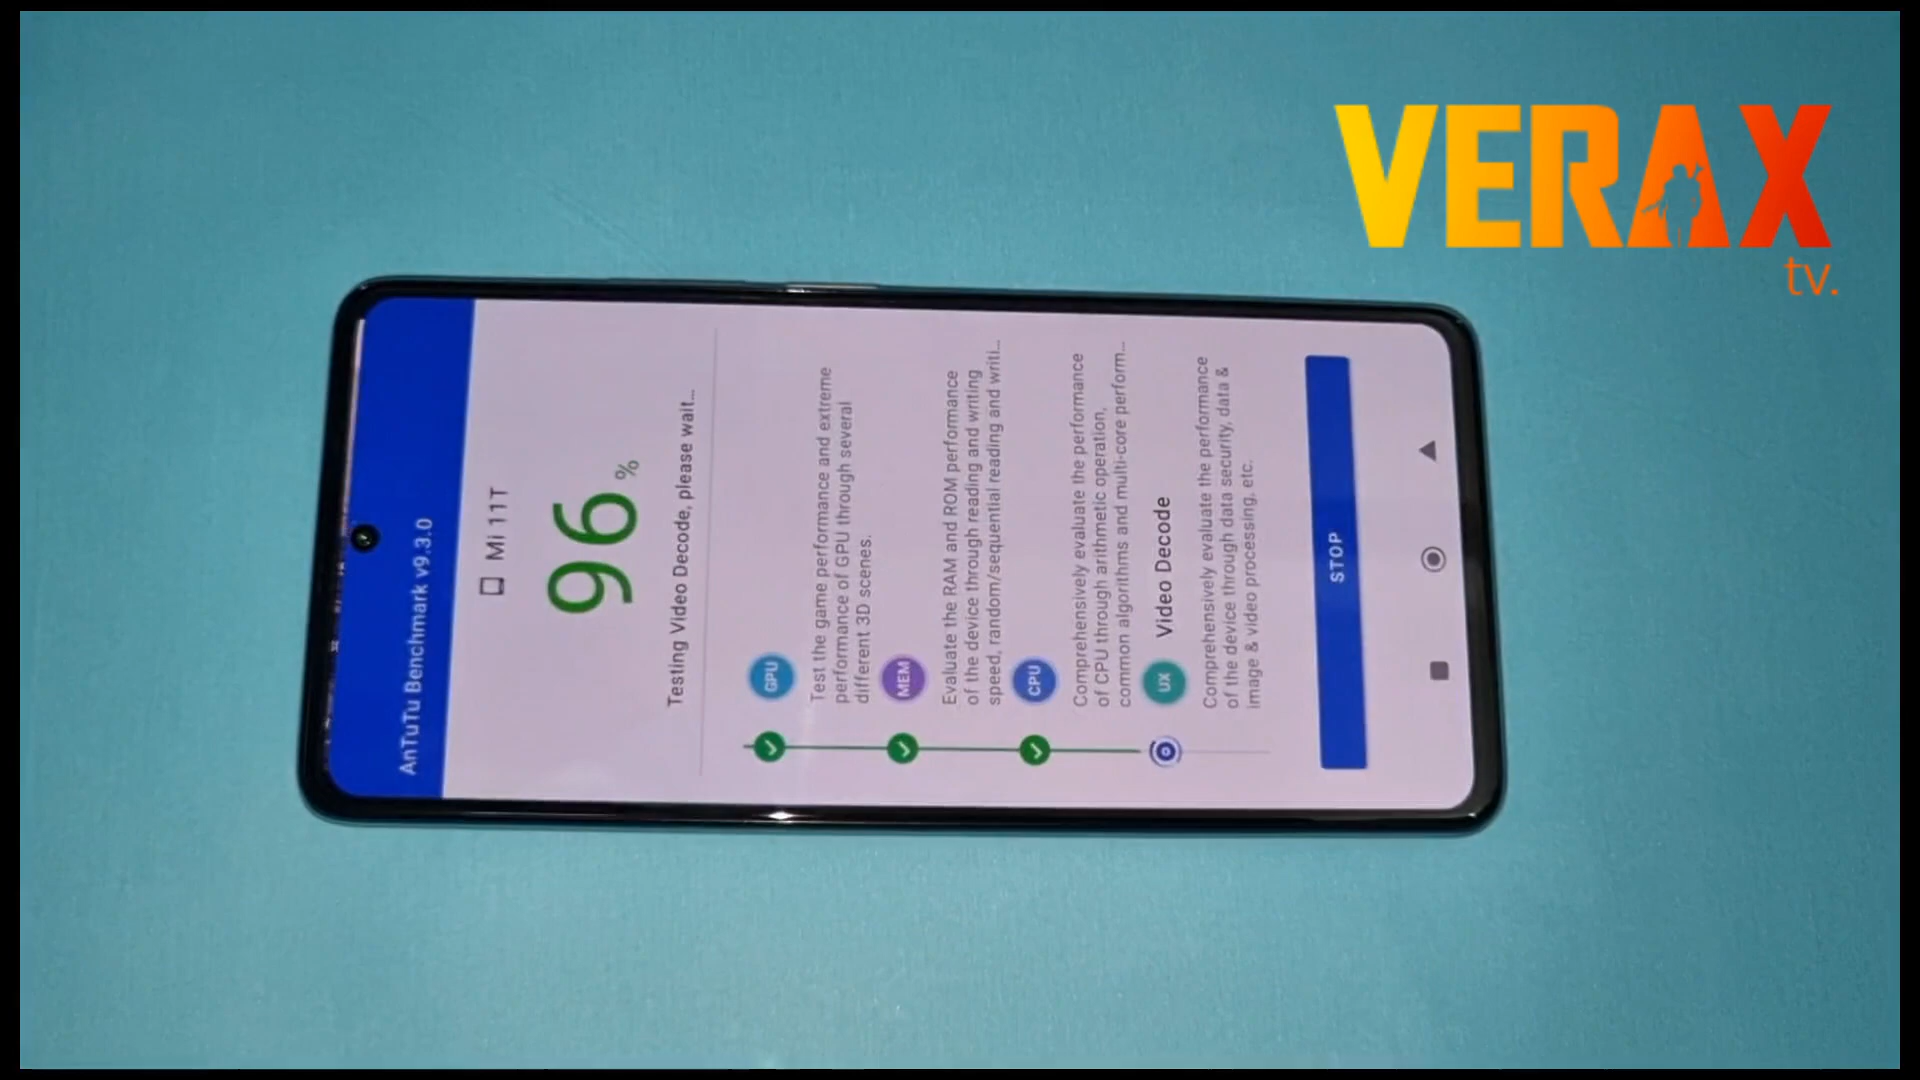 VERAX
tv.
AnTuTu Benchmark v9.3.0
Mi 11T
96%
Testing Video Decode, please wait...
GPU
Test the game performance and extreme
performance of GPU through several
different 3D scenes.
MEM
Evaluate the RAM and ROM performance
of the device through reading and writing
speed, random/sequential reading and writi...
CPU
Comprehensively evaluate the performance
of CPU through arithmetic operation,
common algorithms and multi-core perform...
UX
Video Decode
Comprehensively evaluate the performance
of the device through data security, data &
image & video processing, etc.
STOP